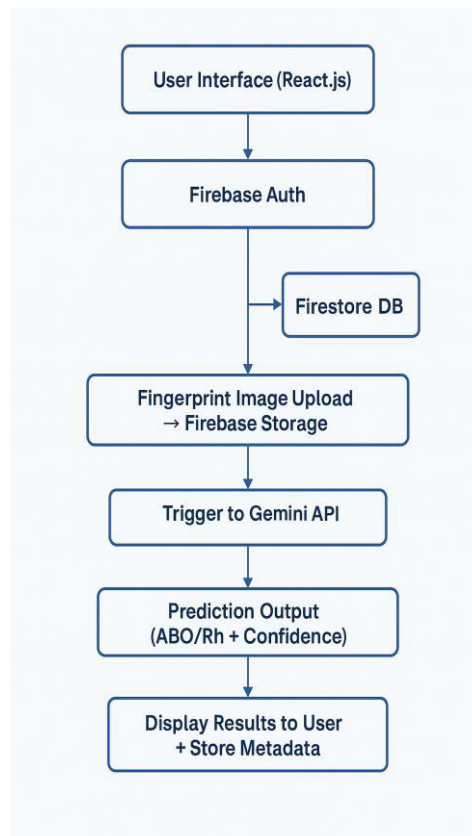 User Interface (React.js)
Firebase Auth
Firestore DB
Fingerprint Image Upload
→ Firebase Storage
Trigger to Gemini API
Prediction Output
(ABO/Rh + Confidence)
Display Results to User
+ Store Metadata